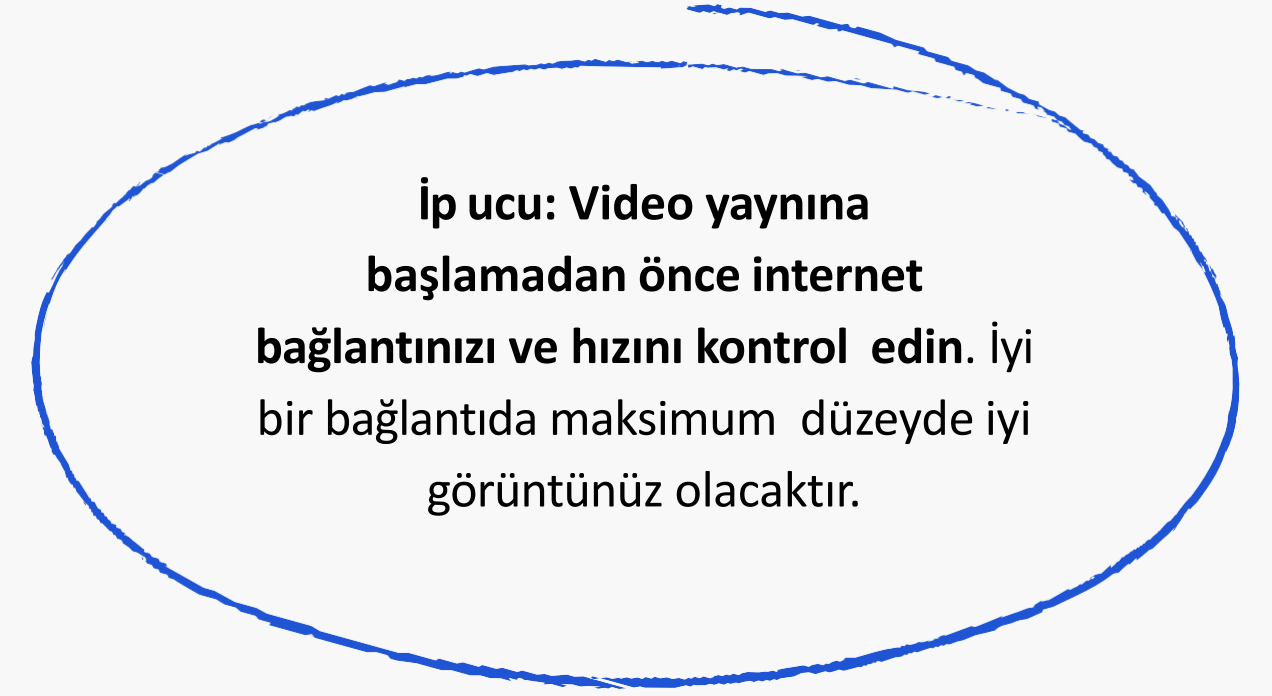 İp ucu: Video yaynına
başlamadan önce internet
bağlantınızı ve hızını kontrol  edin. İyi
bir bağlantıda maksimum  düzeyde iyi
görüntünüz olacaktır.